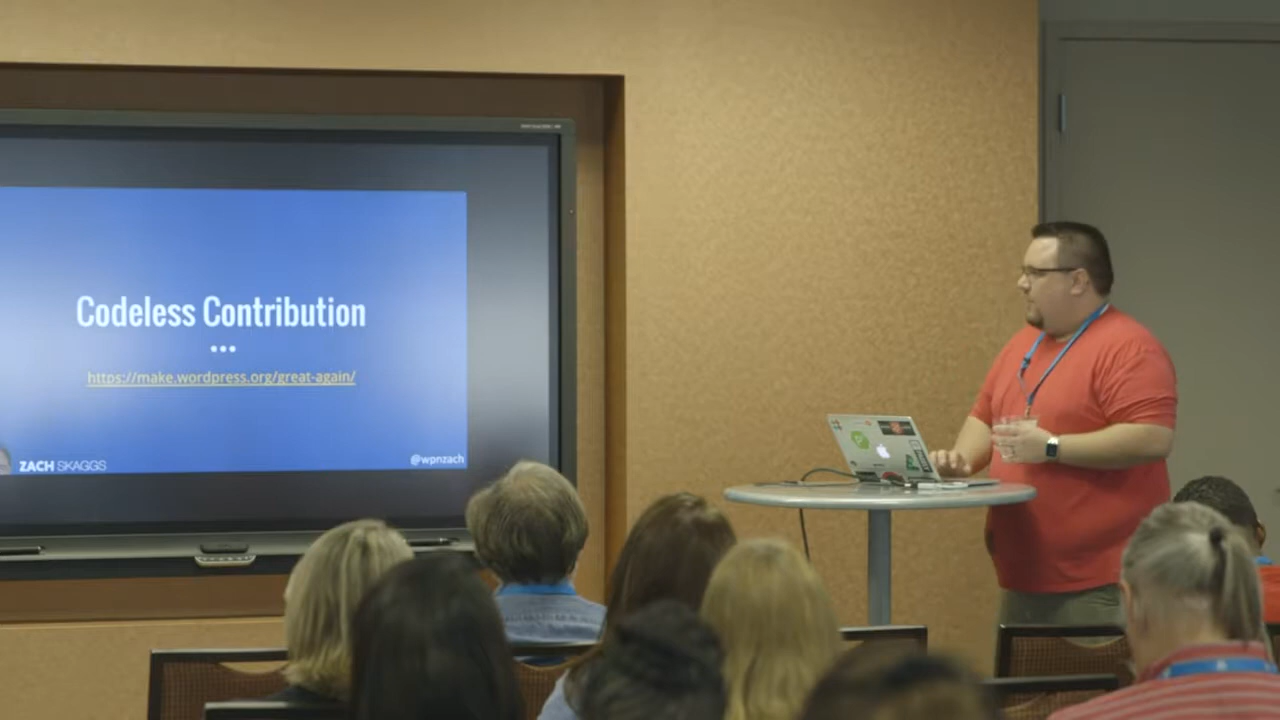 Codeless Contribution
https://make.wordpress.org/great-again/
ZACH SKAGGS
@wpnzach